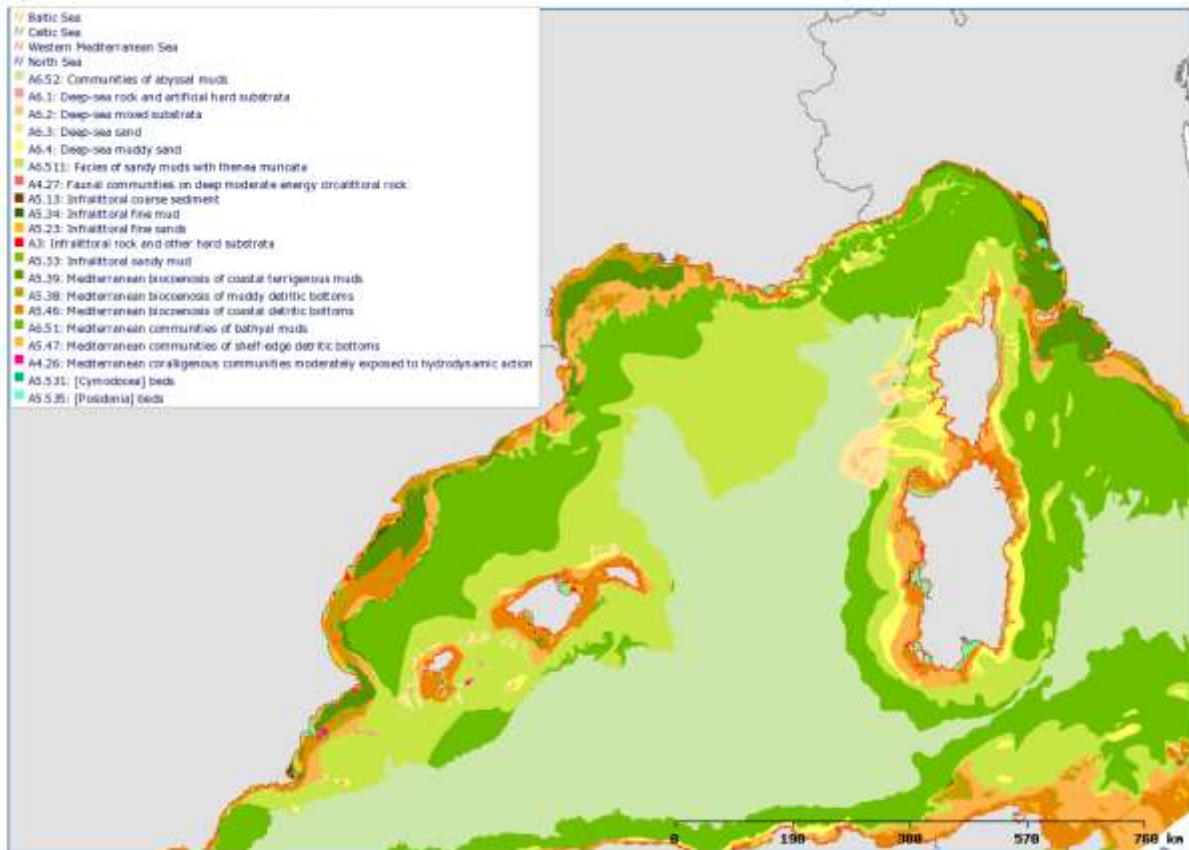 Baltic Sea
Celtic Sea
Western Mediterranean Sea
North Sea
A6.52: Communities of abyssal muds
A6.1: Deep-sea rock and artificial hard substrata
A6.2: Deep-sea mixed substrata
A6.3: Deep-sea sand
A6.4: Deep-sea muddy sand
A6.511: Facies of sandy muds with thenea muricata
A4.27: Faunal communities on deep moderate energy circalittoral rock
A5.13: Infralittoral coarse sediment
A5.34: Infralittoral fine mud
A5.23: Infralittoral fine sands
A3: Infralittoral rock and other hard substrata
A5.33: Infralittoral sandy mud
A5.39: Mediterranean biocoenosis of coastal terrigenous muds
A5.38: Mediterranean biocoenosis of muddy detritic bottoms
A5.46: Mediterranean biocoenosis of coastal detritic bottoms
A6.51: Mediterranean communities of bathyal muds
A5.47: Mediterranean communities of shelf-edge detritic bottoms
A4.26: Mediterranean coralligenous communities moderately exposed to hydrodynamic action
A5.531: [Cymodocea] beds
A5.535: [Posidonia] beds
0 190 380 570 760 km